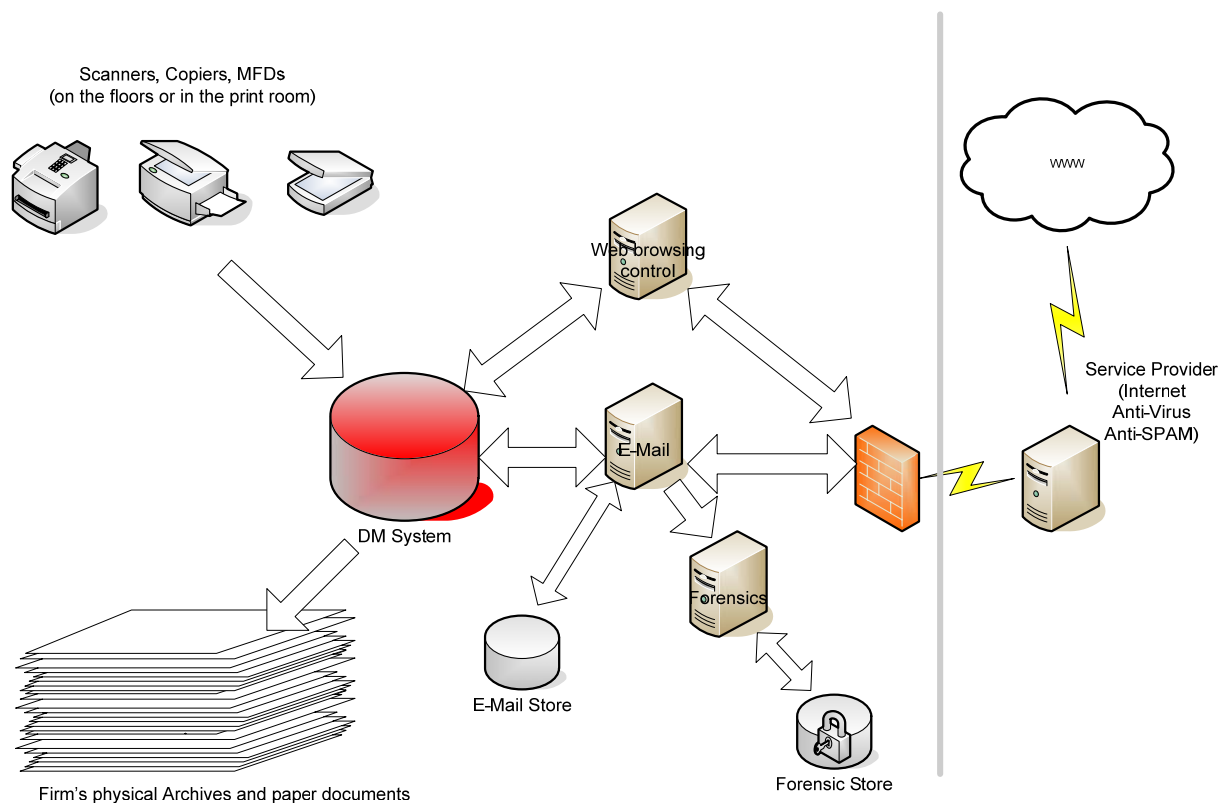 Scanners, Copiers, MFDs
(on the floors or in the print room)
www
Web browsing
control
Service Provider
(Internet
Anti-Virus
Anti-SPAM)
E-Mail
DM System
Forensics
E-Mail Store
Forensic Store
Firm's physical Archives and paper documents